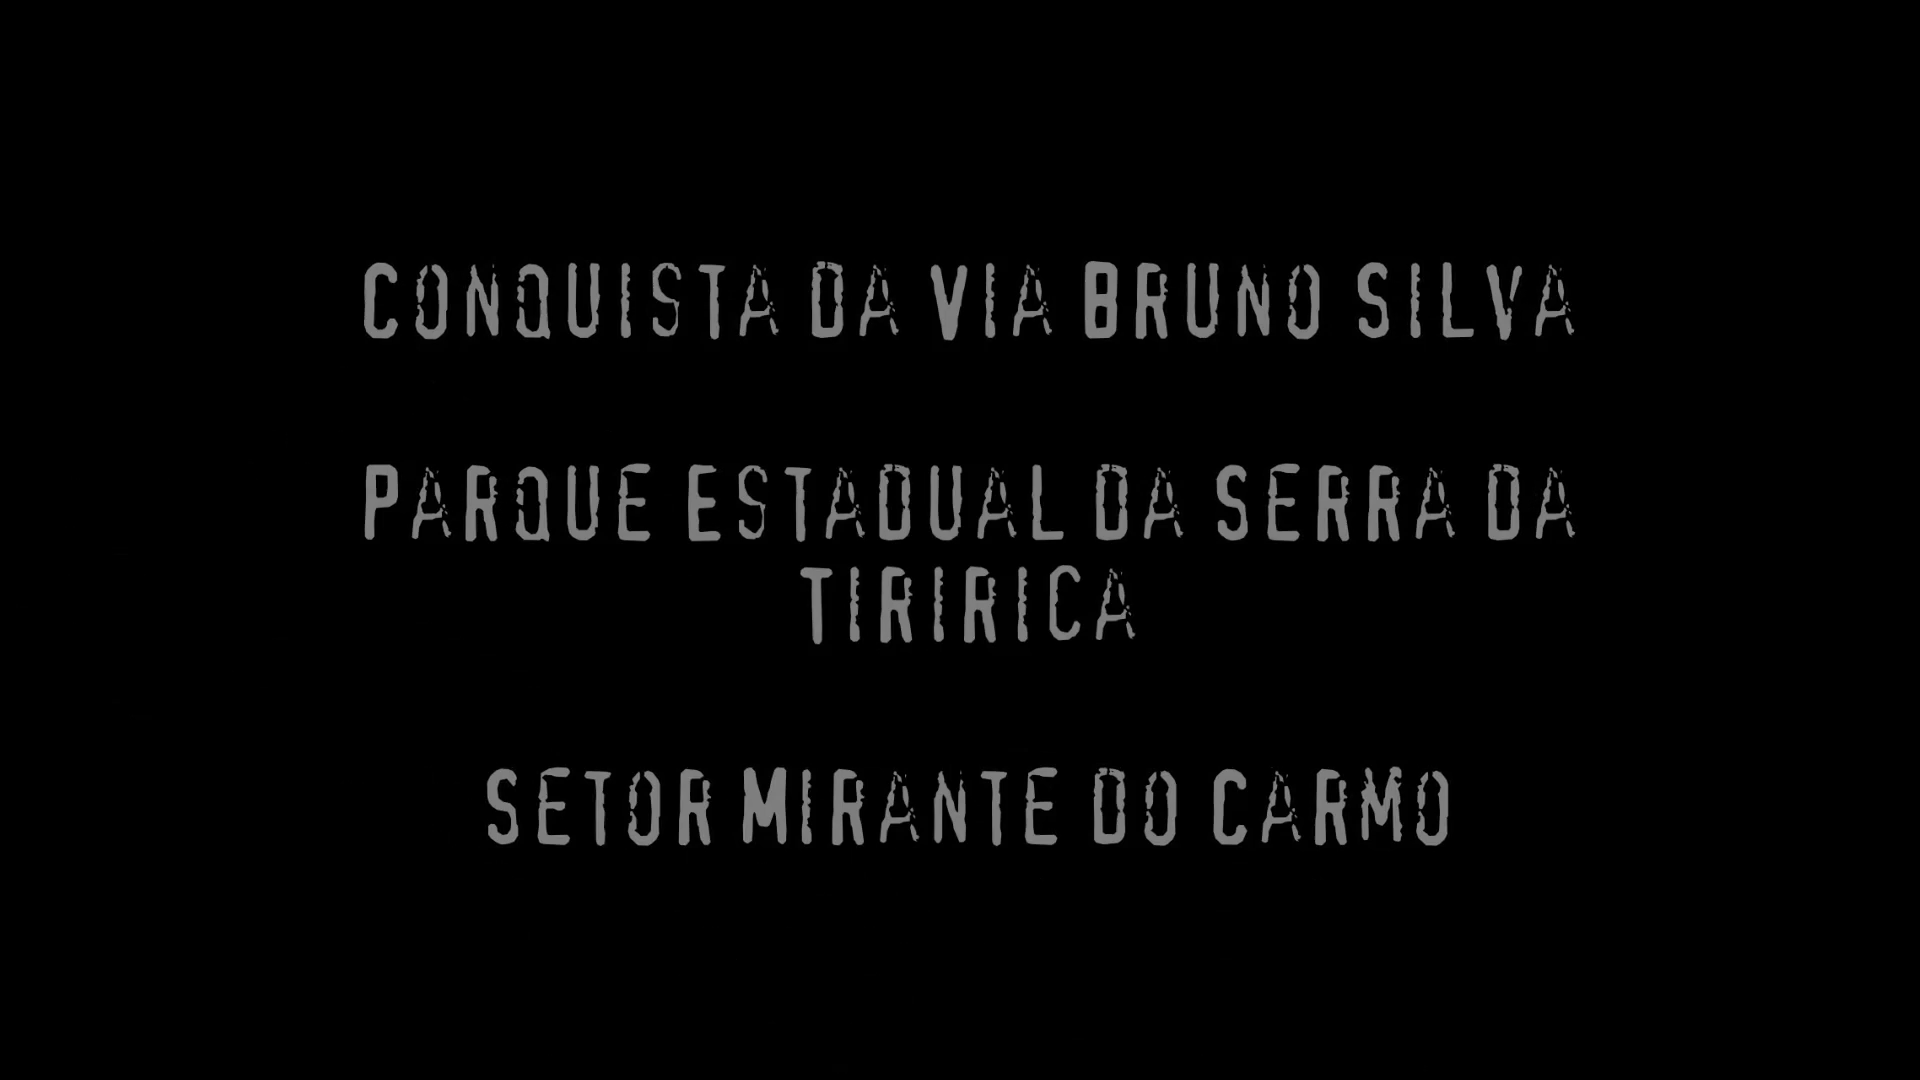 CONQUISTA DA VIA BRUNO SILVA
PARQUE ESTADUAL DA SERRA DA
TIRIRICA
SETOR MIRANTE DO CARMO